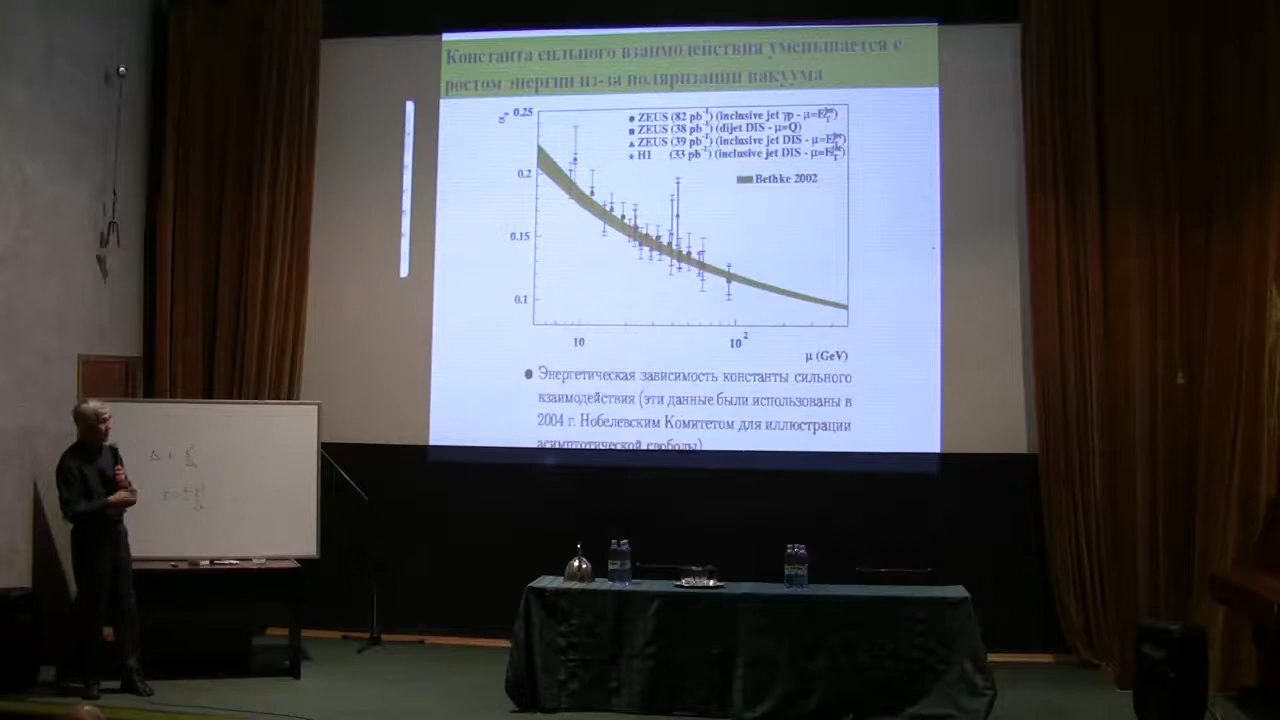 Константа сильного взаимодействия уменьшается с
ростом энергии из-за поляризации вакуума
0.25
ZEUS (82 pb⁻¹) (inclusive jet γp - μ=E_T^jet)
ZEUS (38 pb⁻¹) (dijet DIS - μ=Q)
ZEUS (39 pb⁻¹) (inclusive jet DIS - μ=E_T^jet)
H1 (33 pb⁻¹) (inclusive jet DIS - μ=E_T^jet)
0.2
Bethke 2002
0.15
0.1
10
10²
μ (GeV)
Энергетическая зависимость константы сильного
взаимодействия (эти данные были использованы в
2004 г. Нобелевским Комитетом для иллюстрации
асимптотической свободы)